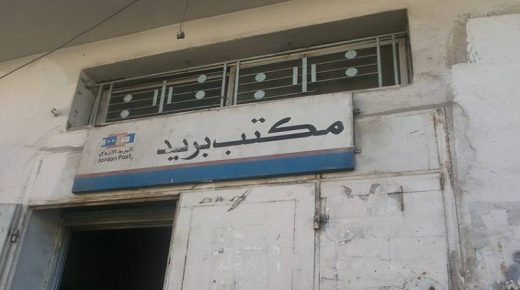 مكتب بريد
البريد الأردني
Jordan Post